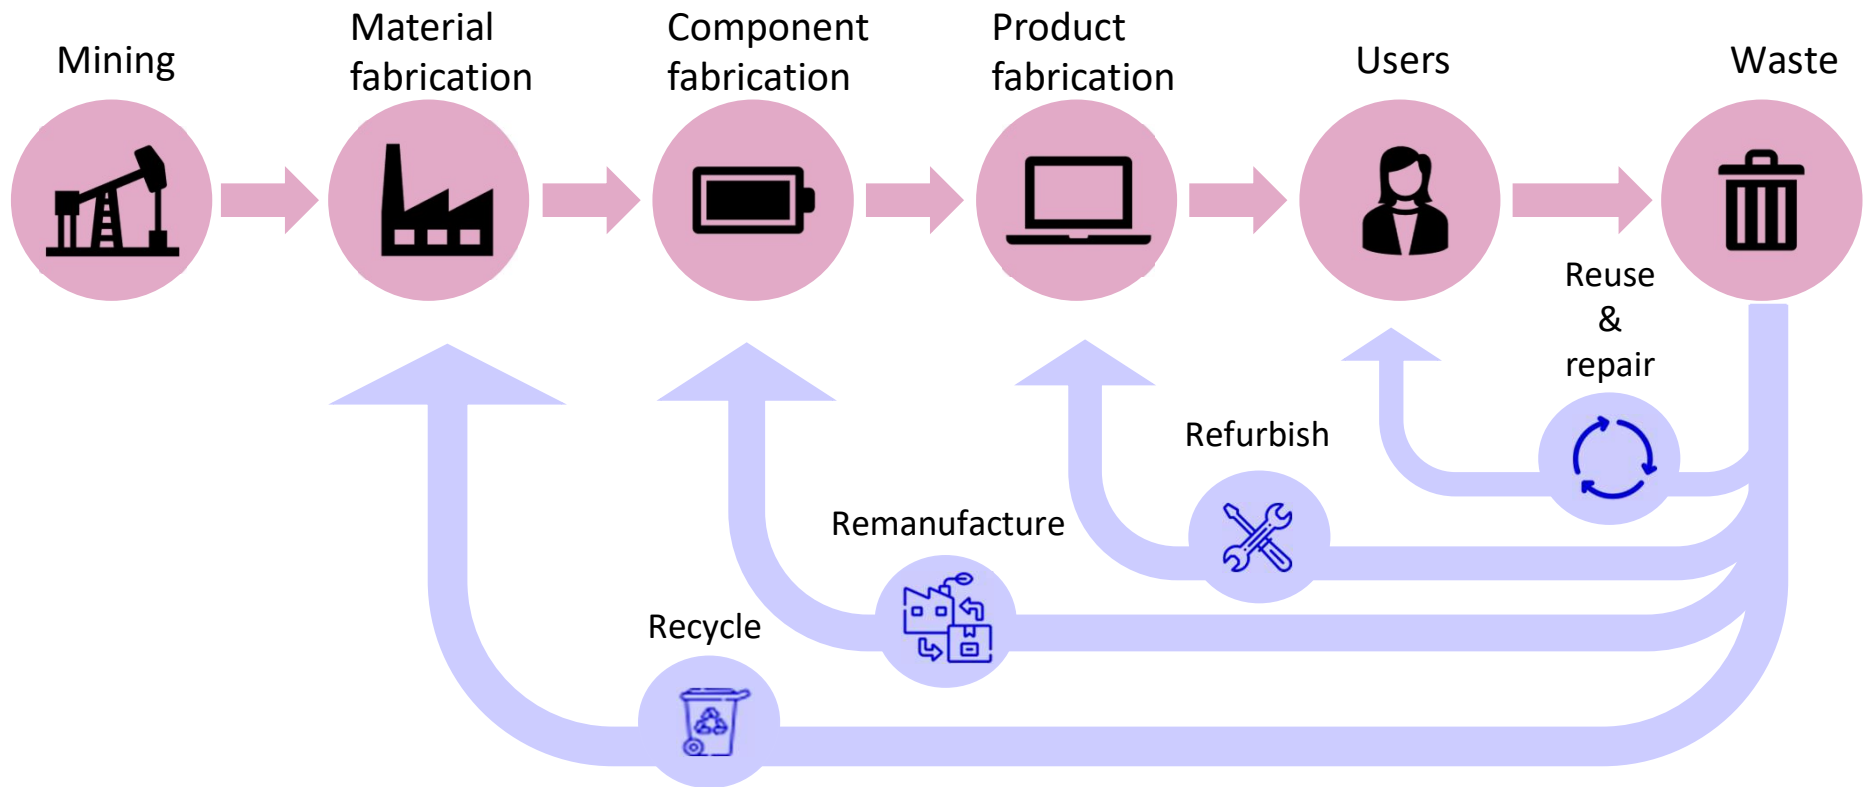 Mining
Material
fabrication
Component
fabrication
Product
fabrication
Users
Waste
Reuse
&
repair
Refurbish
Remanufacture
Recycle